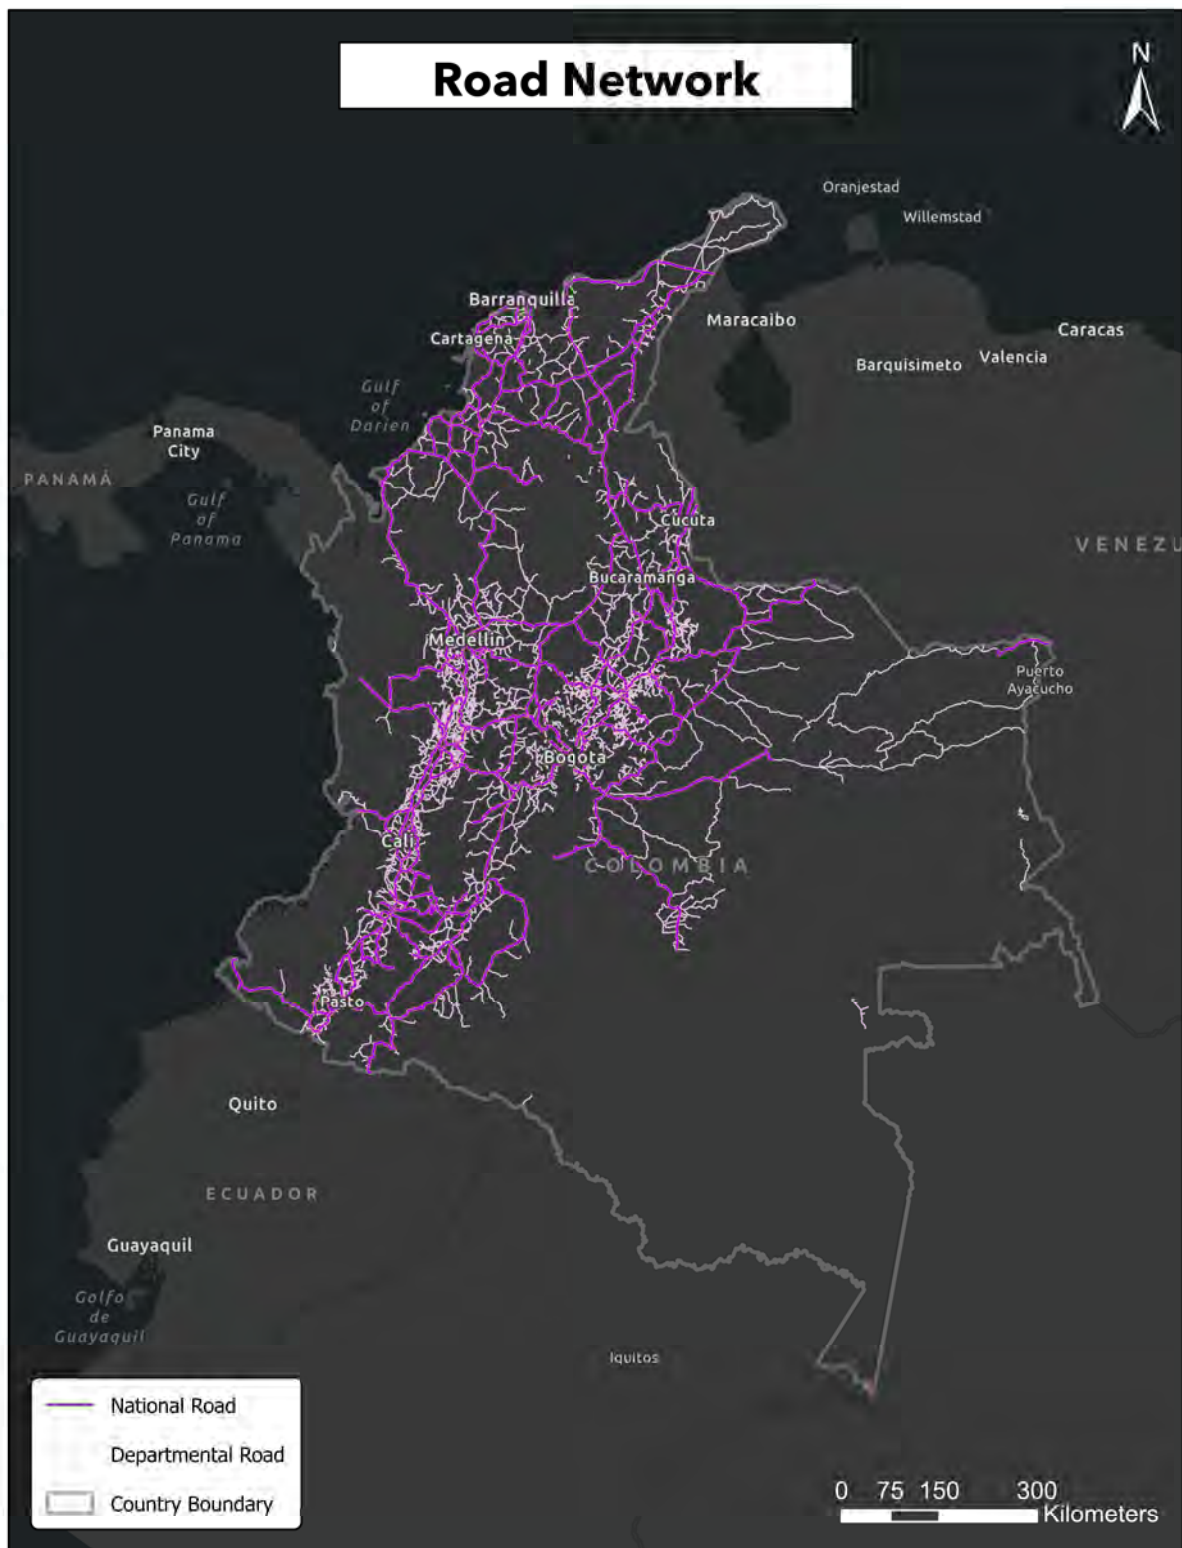 Road Network
N
Oranjestad
Willemstad
Barranquilla
Maracaibo
Cartagena
Caracas
Valencia
Barquisimeto
Gulf
of
Darien
Panama
City
PANAMÁ
Gulf
of
Panama
Cúcuta
VENEZU
Bucaramanga
Medellín
Puerto
Ayacucho
Bogota
Cali
COLOMBIA
Pasto
Quito
ECUADOR
Guayaquil
Golfo
de
Guayaquil
Iquitos
National Road
Departmental Road
Country Boundary
0 75 150 300
Kilometers